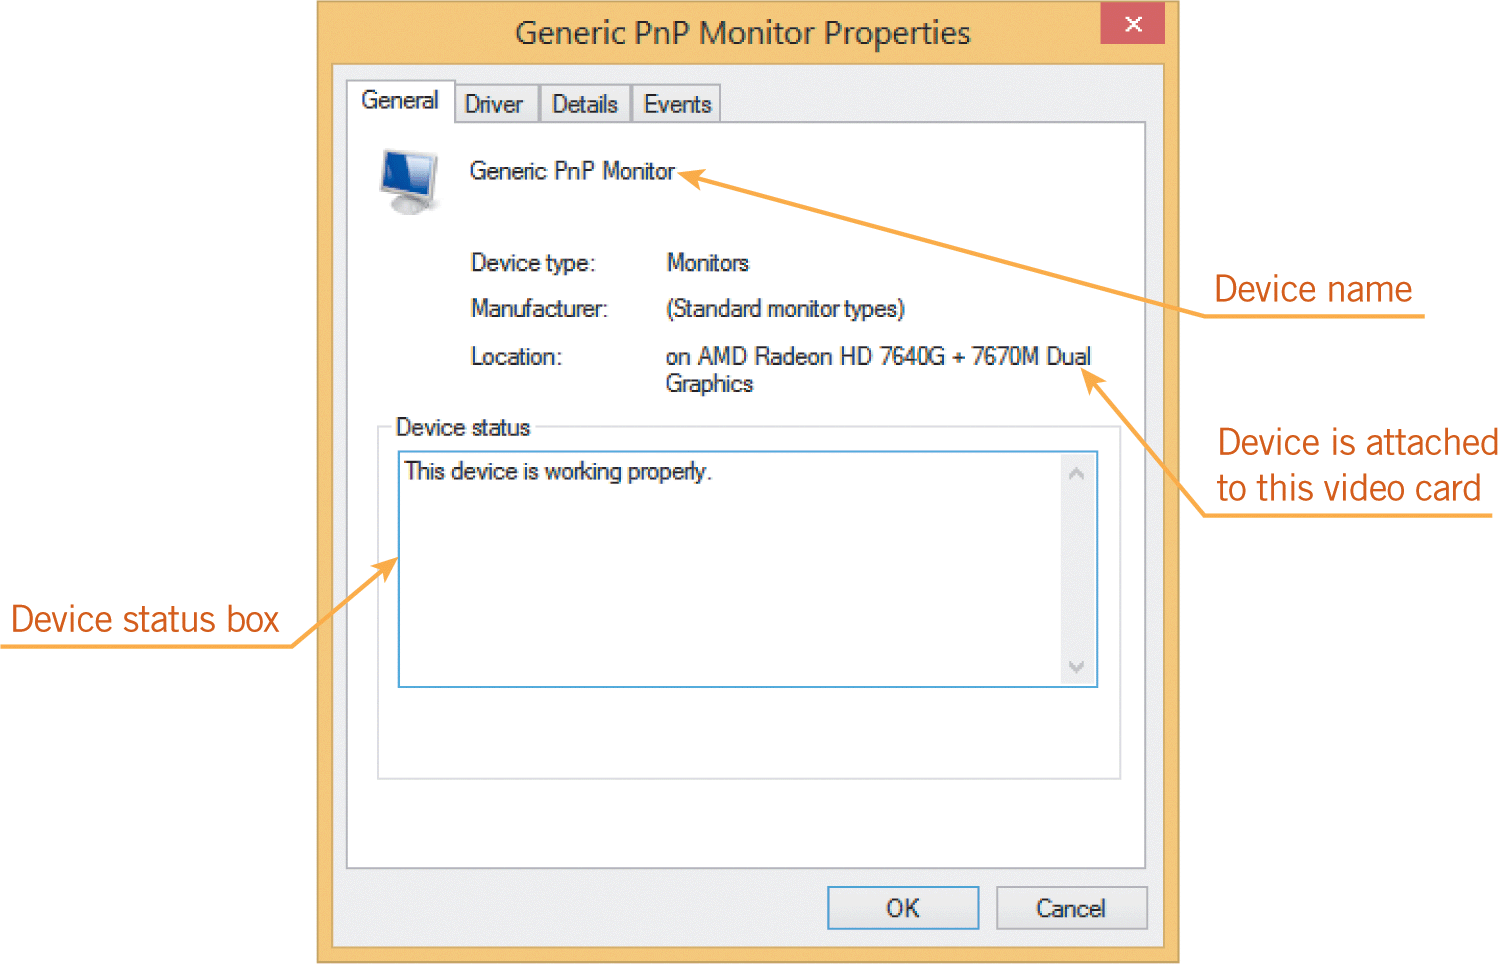 Generic PnP Monitor Properties
General Driver Details Events
Generic PnP Monitor
Device type: Monitors
Manufacturer: (Standard monitor types)
Location: on AMD Radeon HD 7640G + 7670M Dual
Graphics
Device status
This device is working properly.
OK Cancel
Device name
Device is attached
to this video card
Device status box